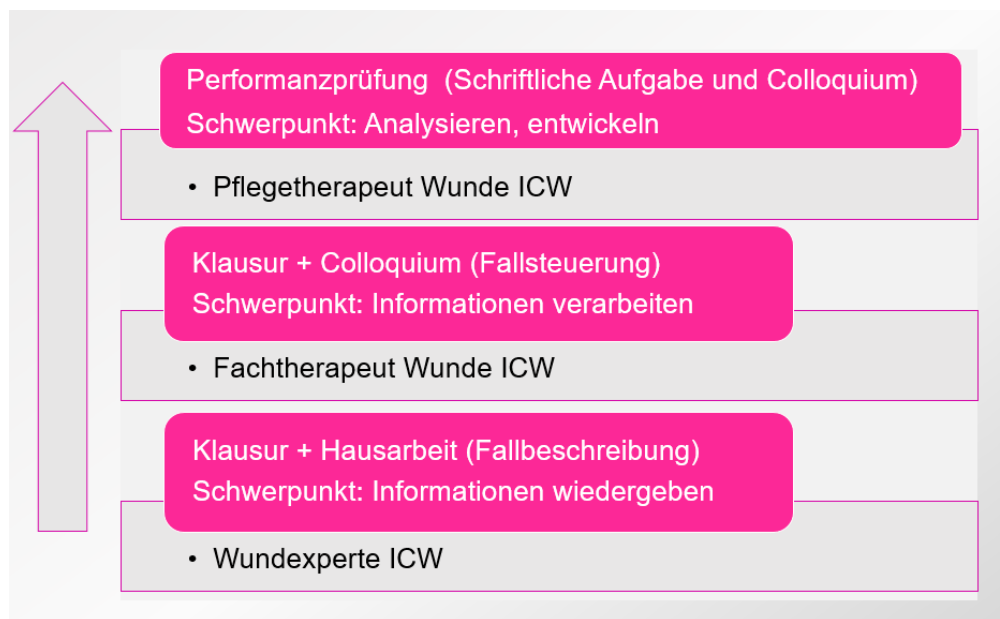 Performanzprüfung  (Schriftliche Aufgabe und Colloquium)
Schwerpunkt: Analysieren, entwickeln
• Pflegetherapeut Wunde ICW
Klausur + Colloquium (Fallsteuerung)
Schwerpunkt: Informationen verarbeiten
• Fachtherapeut Wunde ICW
Klausur + Hausarbeit (Fallbeschreibung)
Schwerpunkt: Informationen wiedergeben
• Wundexperte ICW